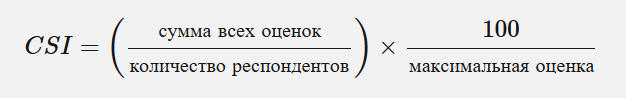 CSI = ( сумма всех оценок / количество респондентов ) × 100 / максимальная оценка